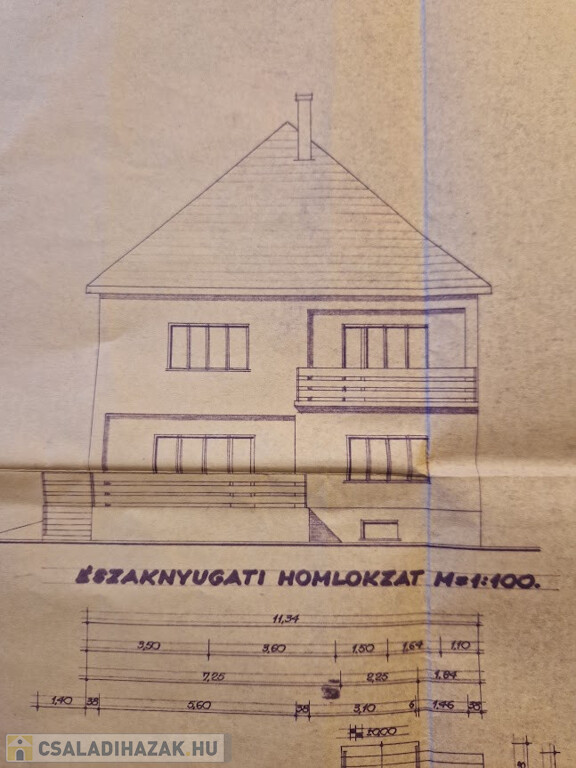 ÉSZAKNYUGATI HOMLOKZAT M=1:100.
11,34
3,50 3,60 1,50 1,64 1,10
7,25 2,25 1,84
1,40 38 5,60 38 3,10 6 1,46 38
CSALADIHAZAK.HU